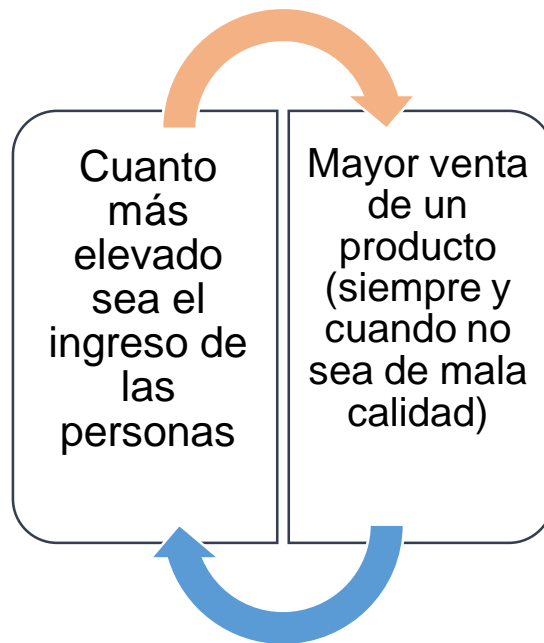 Cuanto
más
elevado
sea el
ingreso de
las
personas
Mayor venta
de un
producto
(siempre y
cuando no
sea de mala
calidad)